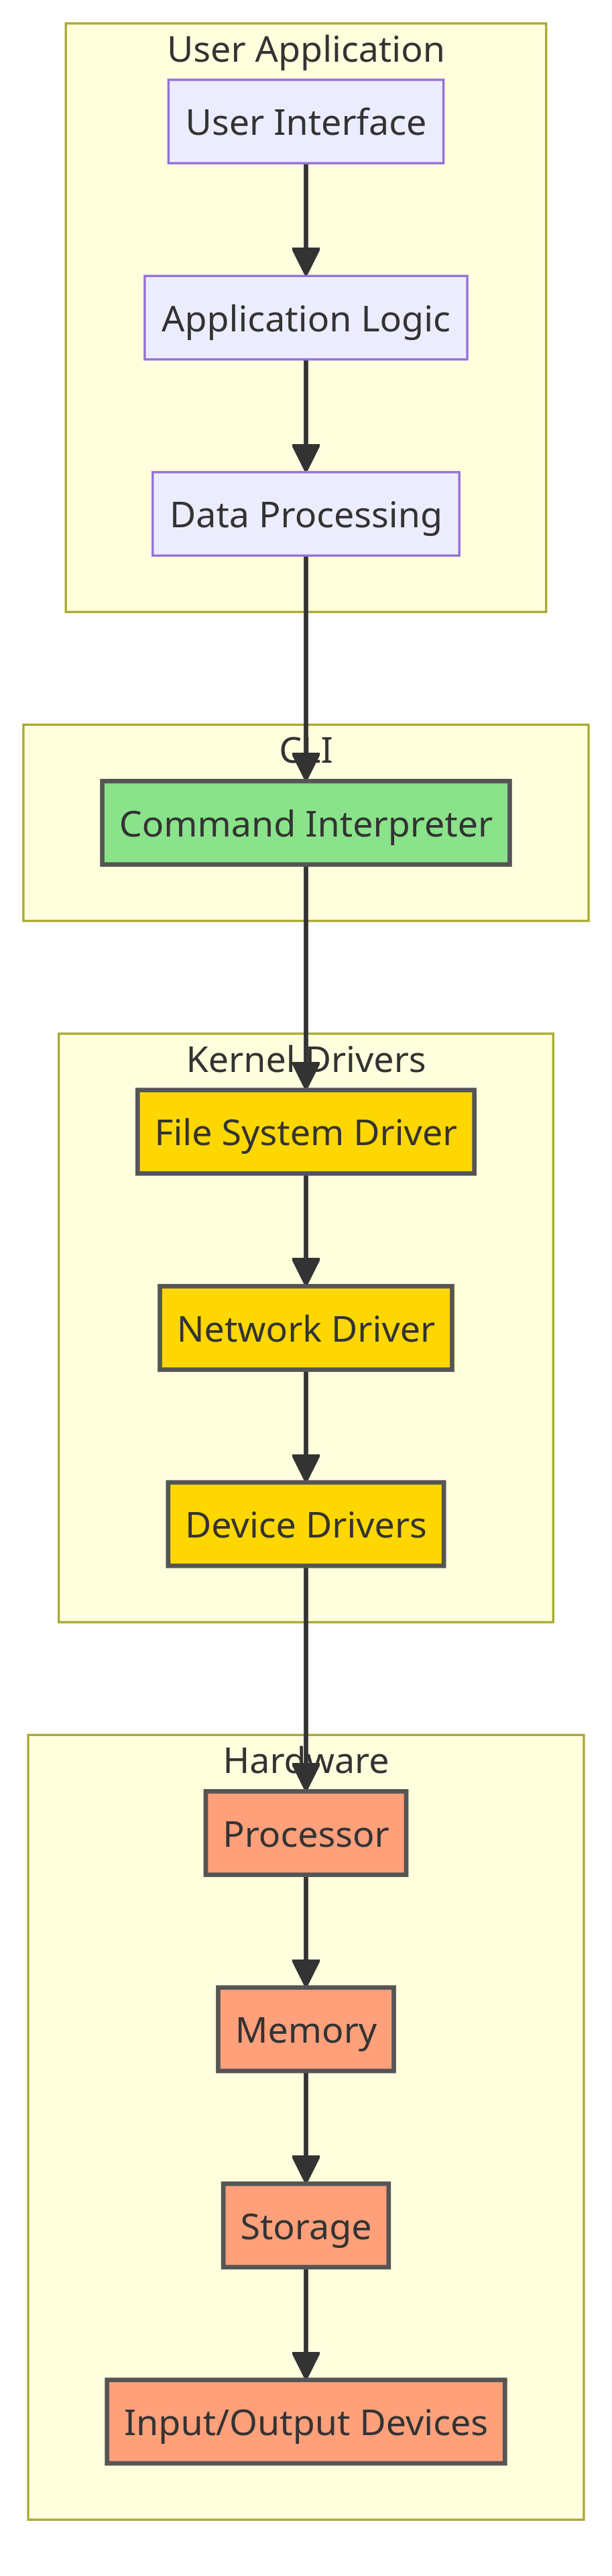 User Application
User Interface
Application Logic
Data Processing
CLI
Command Interpreter
Kernel Drivers
File System Driver
Network Driver
Device Drivers
Hardware
Processor
Memory
Storage
Input/Output Devices